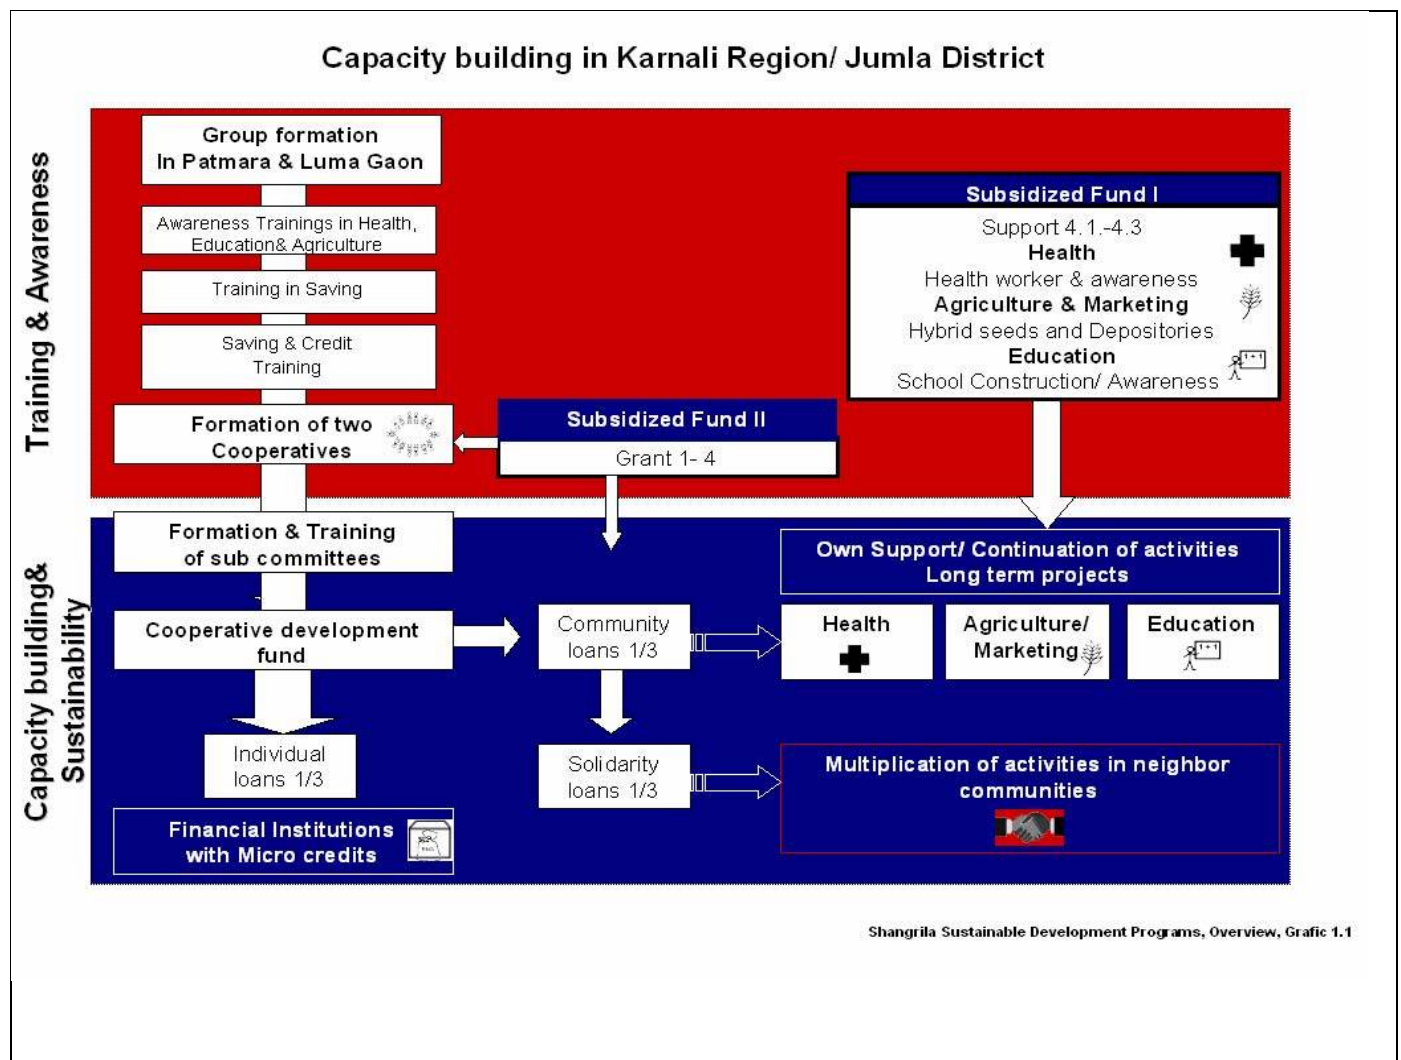 Capacity building in Karnali Region/ Jumla District
Training & Awareness
Group formation
In Patmara & Luma Gaon
Awareness Trainings in Health,
Education& Agriculture
Training in Saving
Saving & Credit
Training
Formation of two
Cooperatives
Subsidized Fund II
Grant 1- 4
Subsidized Fund I
Support 4.1.-4.3
Health
Health worker & awareness
Agriculture & Marketing
Hybrid seeds and Depositories
Education
School Construction/ Awareness
Capacity building&
Sustainability
Formation & Training
of sub committees
Cooperative development
fund
Individual
loans 1/3
Financial Institutions
with Micro credits
Community
loans 1/3
Solidarity
loans 1/3
Own Support/ Continuation of activities
Long term projects
Health
Agriculture/
Marketing
Education
Multiplication of activities in neighbor
communities
Shangrila Sustainable Development Programs, Overview, Grafic 1.1